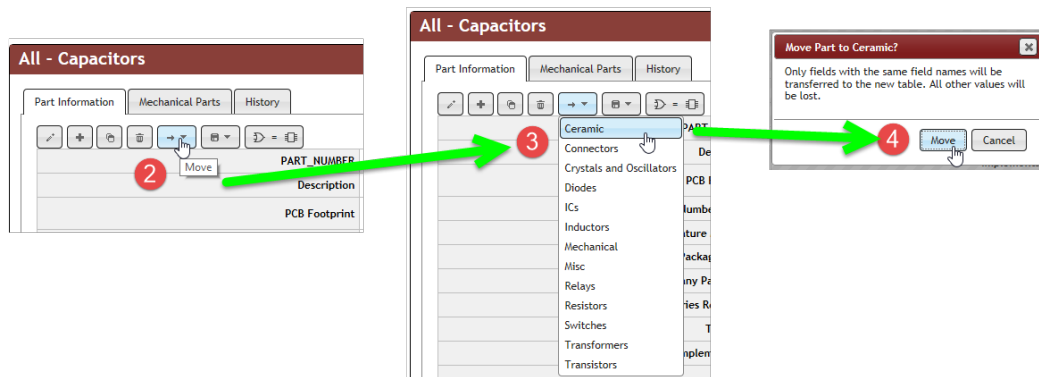 All - Capacitors
Part Information Mechanical Parts History
2 Move
PART_NUMBER
Description
PCB Footprint
All - Capacitors
Part Information Mechanical Parts History
3
Ceramic
Connectors
Crystals and Oscillators
Diodes
ICs
Inductors
Mechanical
Misc
Relays
Resistors
Switches
Transformers
Transistors
PART
De
PCB
Move Part to Ceramic?
Only fields with the same field names will be
transferred to the new table. All other values will
be lost.
4 Move Cancel